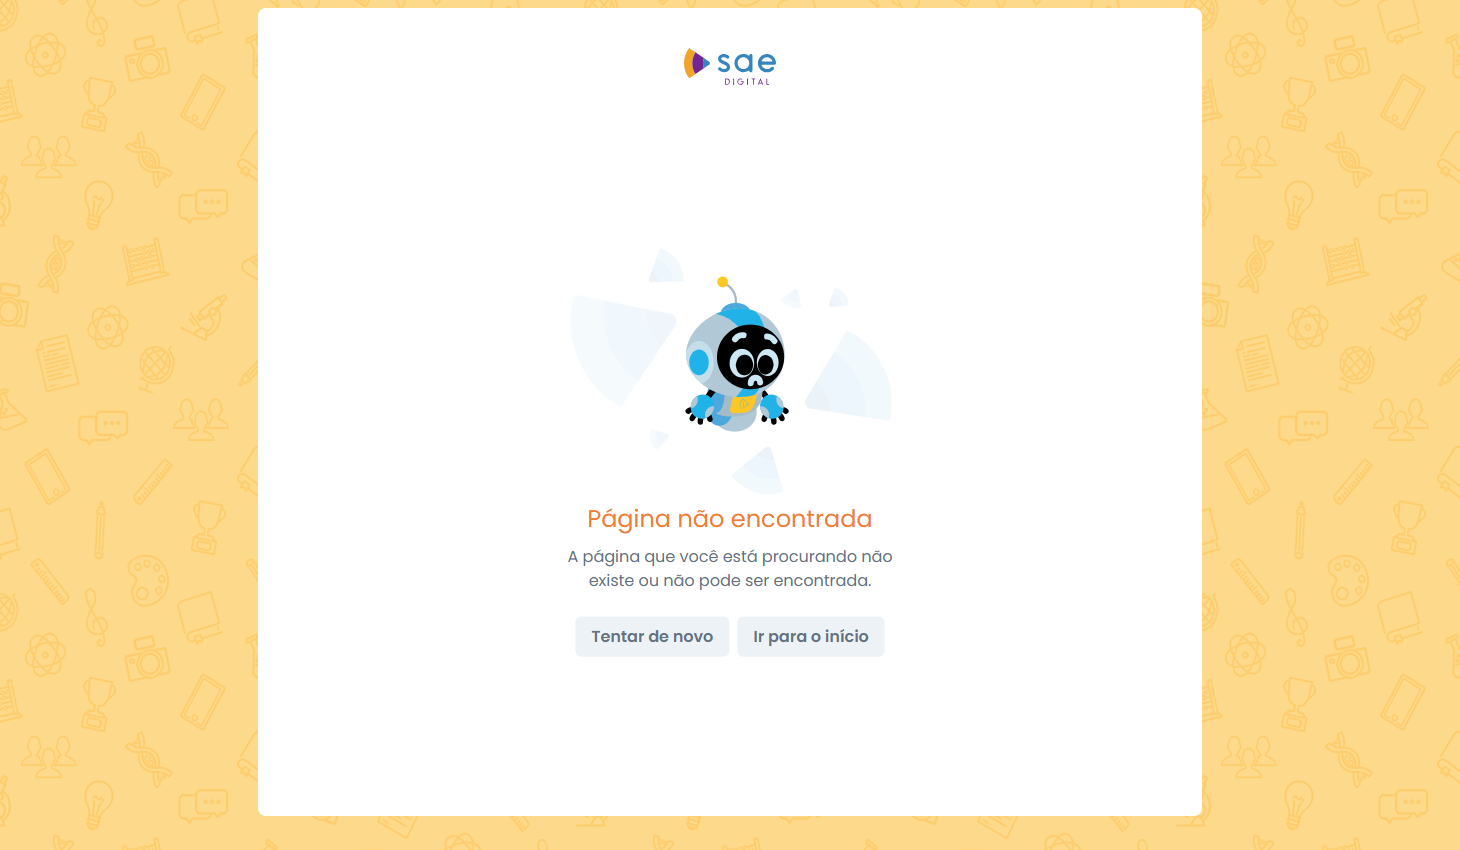 sae
DIGITAL
Página não encontrada
A página que você está procurando não
existe ou não pode ser encontrada.
Tentar de novo
Ir para o início